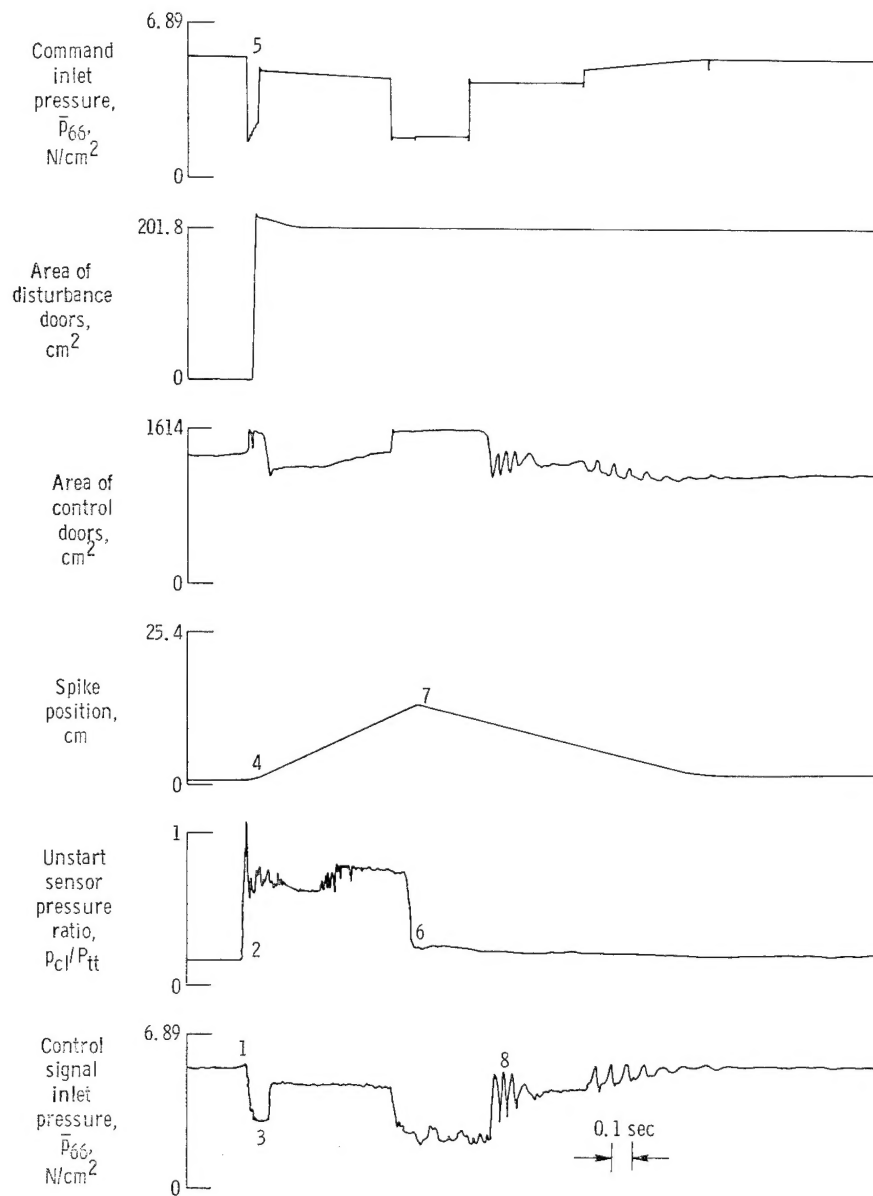 6.89
Command
inlet
pressure,
p̅66,
N/cm2
5
0
201.8
Area of
disturbance
doors,
cm2
0
1614
Area of
control
doors,
cm2
0
25.4
Spike
position,
cm
7
4
0
1
Unstart
sensor
pressure
ratio,
pcl/Ptt
6
2
0
6.89
Control
signal
inlet
pressure,
p̅66,
N/cm2
1
8
3
0.1 sec
0